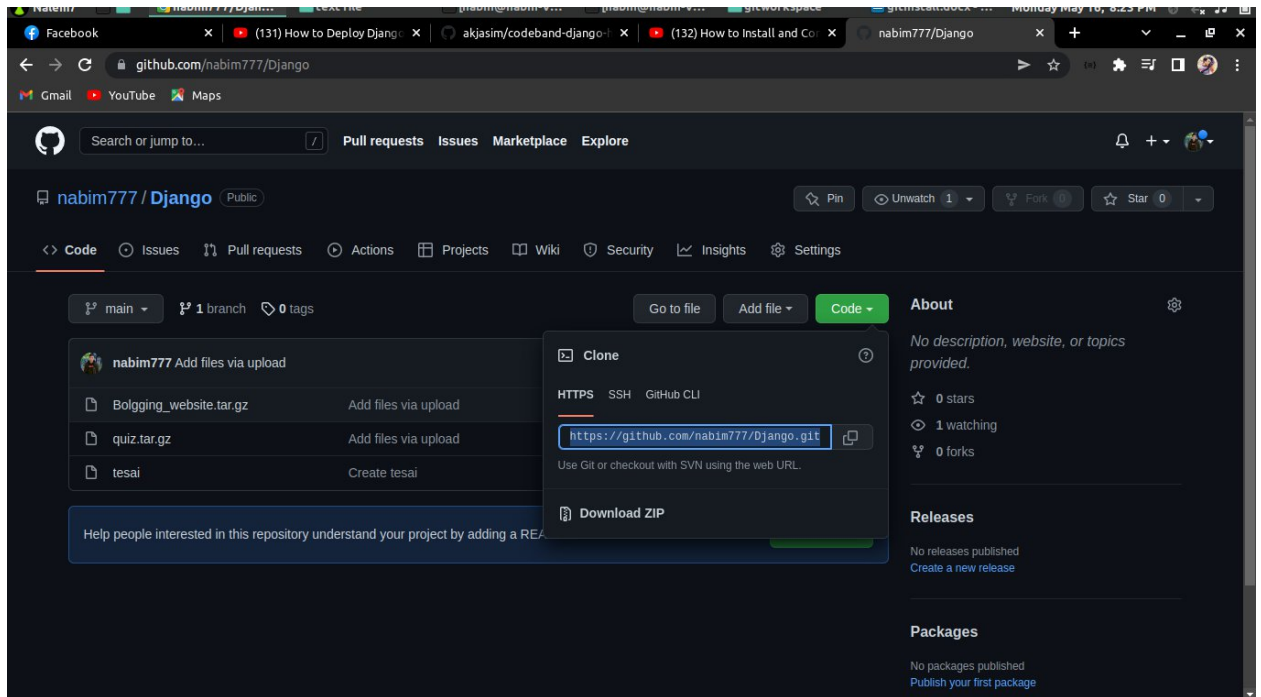 Monday May 16, 8:23 PM
Facebook (131) How to Deploy Django akjasim/codeband-django- (132) How to Install and Cor nabim777/Django
github.com/nabim777/Django
Gmail YouTube Maps
Search or jump to... / Pull requests Issues Marketplace Explore
nabim777 / Django Public Pin Unwatch 1 Fork 0 Star 0
<> Code Issues Pull requests Actions Projects Wiki Security Insights Settings
main 1 branch 0 tags Go to file Add file Code About
No description, website, or topics
provided.
Clone
nabim777 Add files via upload
HTTPS SSH GitHub CLI
0 stars
Bolgging_website.tar.gz Add files via upload
1 watching
https://github.com/nabim777/Django.git
quiz.tar.gz Add files via upload
0 forks
Use Git or checkout with SVN using the web URL.
tesai Create tesai
Download ZIP
Releases
Help people interested in this repository understand your project by adding a REA
No releases published
Create a new release
Packages
No packages published
Publish your first package